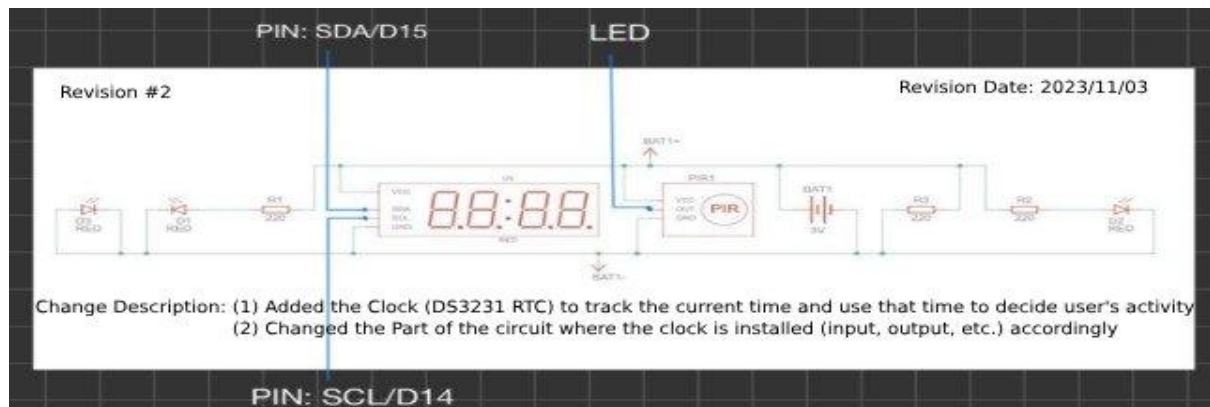 PIN: SDA/D15
LED
Revision #2
Revision Date: 2023/11/03
BAT1+
U1
PIR1
VCC
SDA
SCL
GND
RED
VCC
OUT
GND
PIR
BAT1
3V
R1
220
R3
220
R2
220
D3
RED
D1
RED
D2
RED
BAT1-
Change Description: (1) Added the Clock (DS3231 RTC) to track the current time and use that time to decide user's activity
(2) Changed the Part of the circuit where the clock is installed (input, output, etc.) accordingly
PIN: SCL/D14